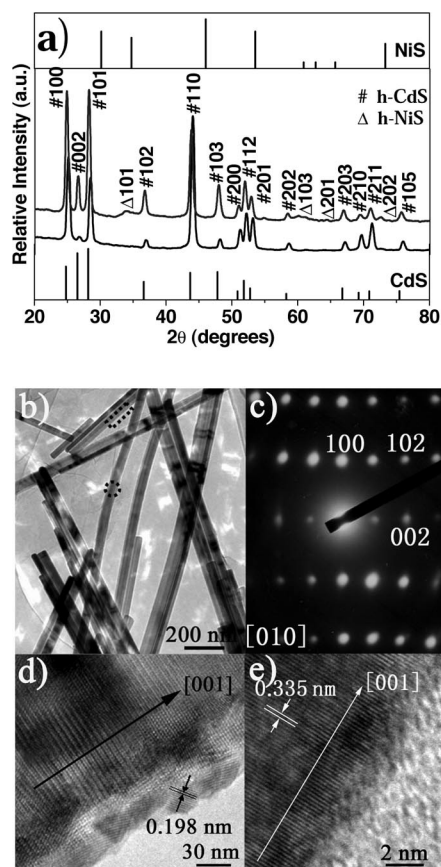 a)
NiS
# h-CdS
Δ h-NiS
Relative Intensity (a.u.)
#100
#002
#101
Δ101
#102
#110
#103
#200
#112
#201
#202
Δ103
Δ201
#203
#210
#211
Δ202
#105
CdS
20 30 40 50 60 70 80
2θ (degrees)
b)
200 nm
c)
100 102
002
[010]
d)
[001]
0.198 nm
30 nm
e)
0.335 nm
[001]
2 nm